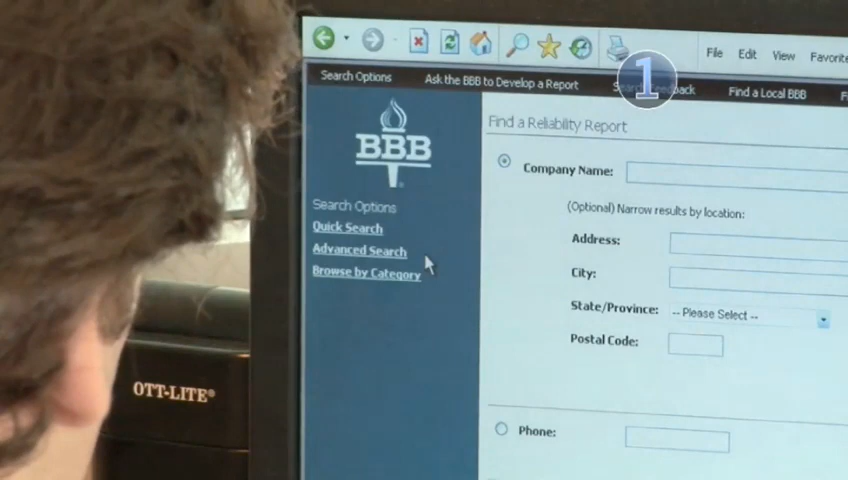 File Edit View Favorite
Search Options Ask the BBB to Develop a Report Find a Local BBB
1
BBB
Find a Reliability Report
Company Name:
Search Options
(Optional) Narrow results by location:
Quick Search
Address:
Advanced Search
Browse by Category
City:
State/Province: -- Please Select --
Postal Code:
OTT-LITE®
Phone: